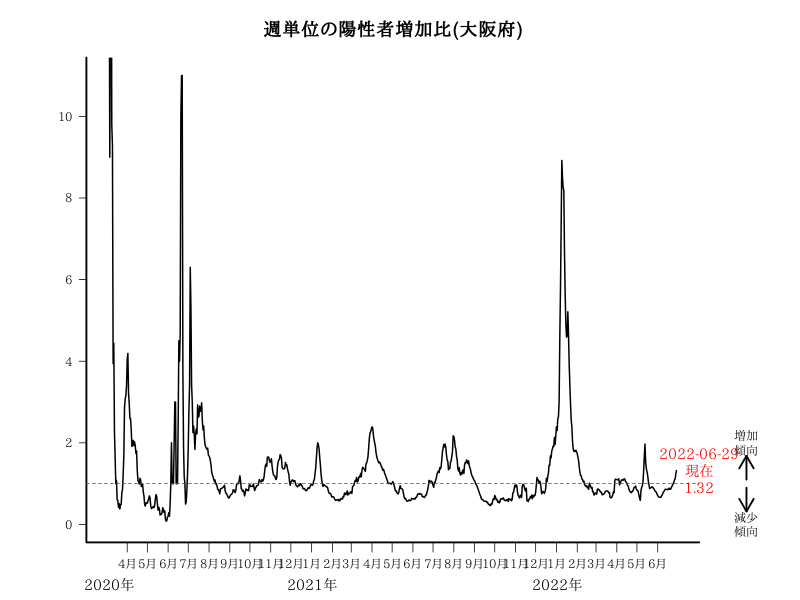 週単位の陽性者増加比(大阪府)
10
8
6
4
2
0
増加
傾向
2022-06-29
現在
1.32
減少
傾向
4月 5月 6月 7月 8月 9月 10月 11月 12月 1月 2月 3月 4月 5月 6月 7月 8月 9月 10月 11月 12月 1月 2月 3月 4月 5月 6月
2020年 2021年 2022年